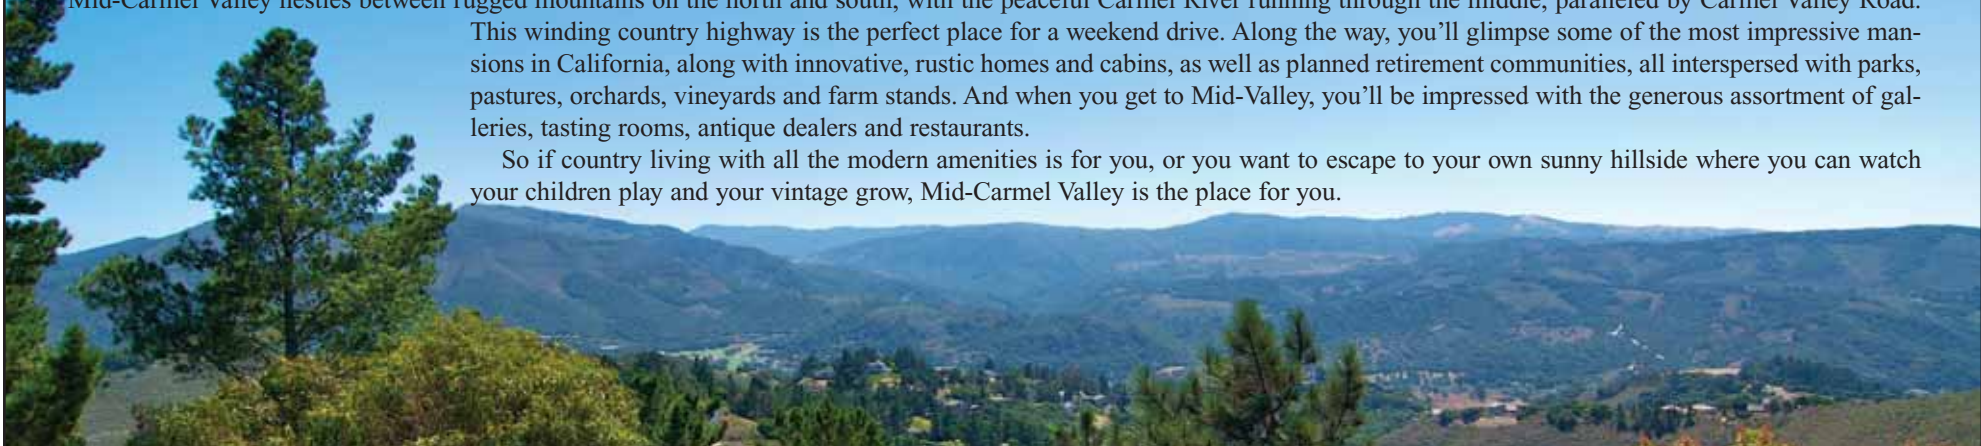 Mid-Carmel Valley nestles between rugged mountains on the north and south, with the peaceful Carmel River running through the middle, paralleled by Carmel Valley Road.
This winding country highway is the perfect place for a weekend drive. Along the way, you’ll glimpse some of the most impressive man-
sions in California, along with innovative, rustic homes and cabins, as well as planned retirement communities, all interspersed with parks,
pastures, orchards, vineyards and farm stands. And when you get to Mid-Valley, you’ll be impressed with the generous assortment of gal-
leries, tasting rooms, antique dealers and restaurants.
So if country living with all the modern amenities is for you, or you want to escape to your own sunny hillside where you can watch
your children play and your vintage grow, Mid-Carmel Valley is the place for you.